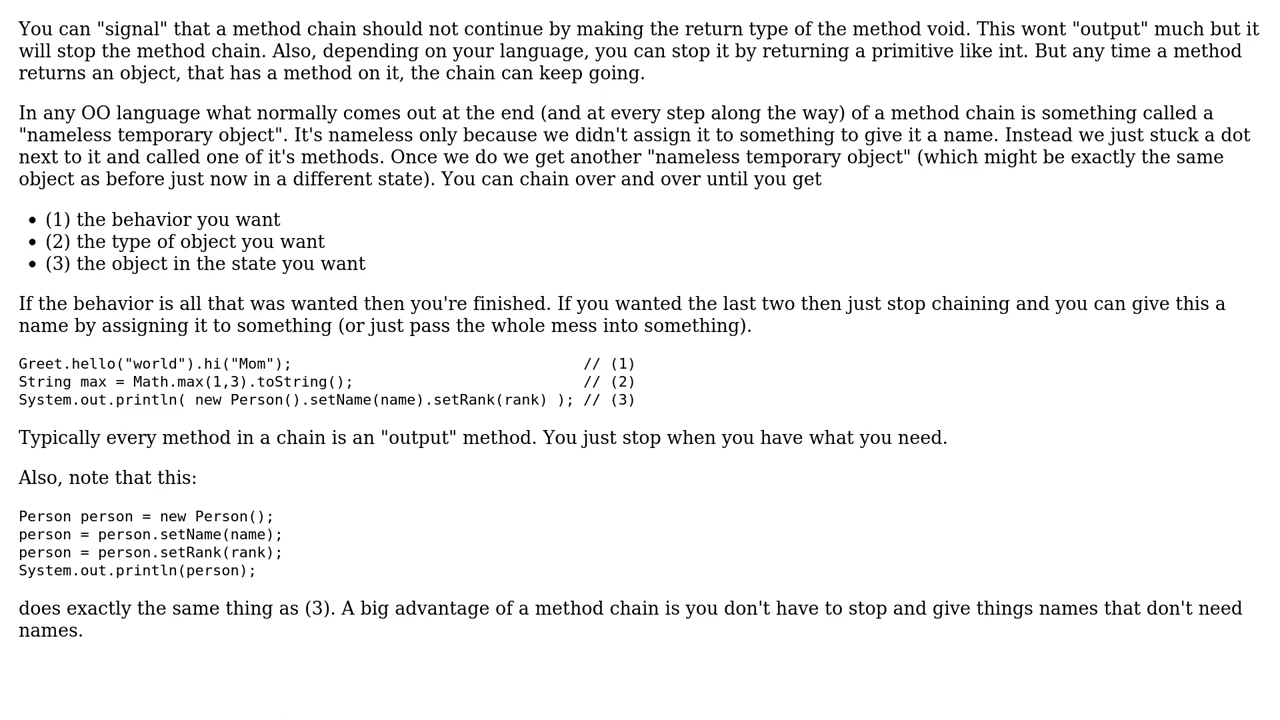 You can "signal" that a method chain should not continue by making the return type of the method void. This wont "output" much but it
will stop the method chain. Also, depending on your language, you can stop it by returning a primitive like int. But any time a method
returns an object, that has a method on it, the chain can keep going.
In any OO language what normally comes out at the end (and at every step along the way) of a method chain is something called a
"nameless temporary object". It's nameless only because we didn't assign it to something to give it a name. Instead we just stuck a dot
next to it and called one of it's methods. Once we do we get another "nameless temporary object" (which might be exactly the same
object as before just now in a different state). You can chain over and over until you get
• (1) the behavior you want
• (2) the type of object you want
• (3) the object in the state you want
If the behavior is all that was wanted then you're finished. If you wanted the last two then just stop chaining and you can give this a
name by assigning it to something (or just pass the whole mess into something).
Greet.hello("world").hi("Mom");                                 // (1)
String max = Math.max(1,3).toString();                          // (2)
System.out.println( new Person().setName(name).setRank(rank) ); // (3)
Typically every method in a chain is an "output" method. You just stop when you have what you need.
Also, note that this:
Person person = new Person();
person = person.setName(name);
person = person.setRank(rank);
System.out.println(person);
does exactly the same thing as (3). A big advantage of a method chain is you don't have to stop and give things names that don't need
names.